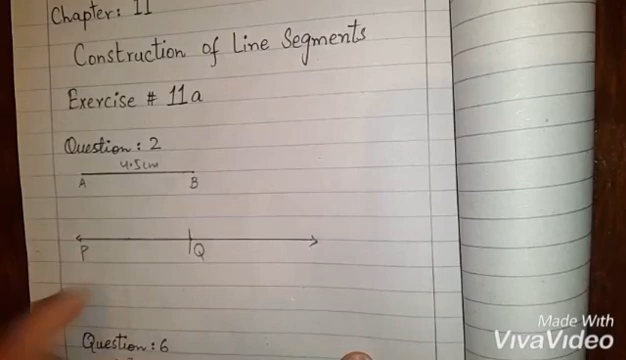 Chapter: 11
Construction of Line Segments
Exercise # 11a
Question: 2
4.5cm
A B
P Q
Question: 6
Made With
VivaVideo